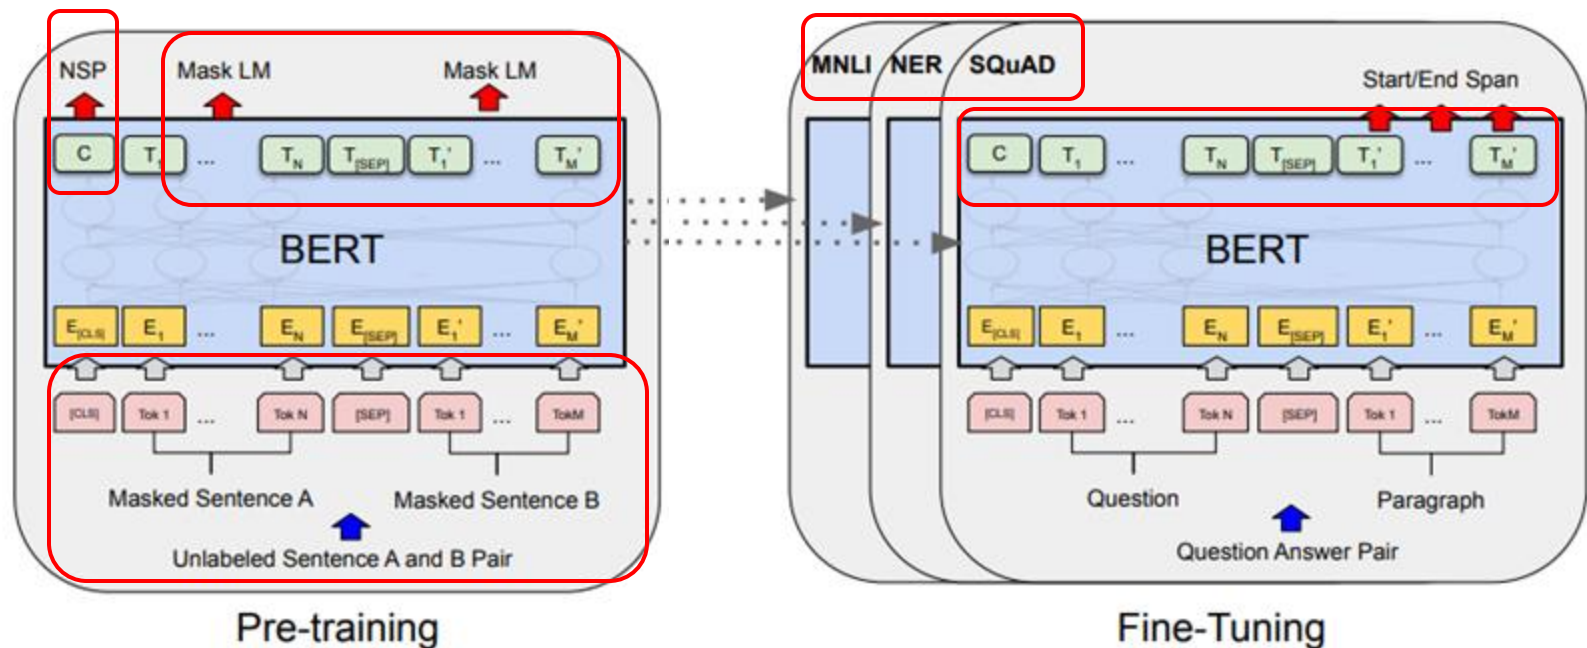 NSP Mask LM Mask LM
C T1 ... TN T[SEP] T1' ... TM'
BERT
E[CLS] E1 ... EN E[SEP] E1' ... EM'
[CLS] Tok 1 ... Tok N [SEP] Tok 1 ... TokM
Masked Sentence A Masked Sentence B
Unlabeled Sentence A and B Pair
Pre-training
MNLI NER SQuAD
Start/End Span
C T1 ... TN T[SEP] T1' ... TM'
BERT
E[CLS] E1 ... EN E[SEP] E1' ... EM'
[CLS] Tok 1 ... Tok N [SEP] Tok 1 ... TokM
Question Paragraph
Question Answer Pair
Fine-Tuning